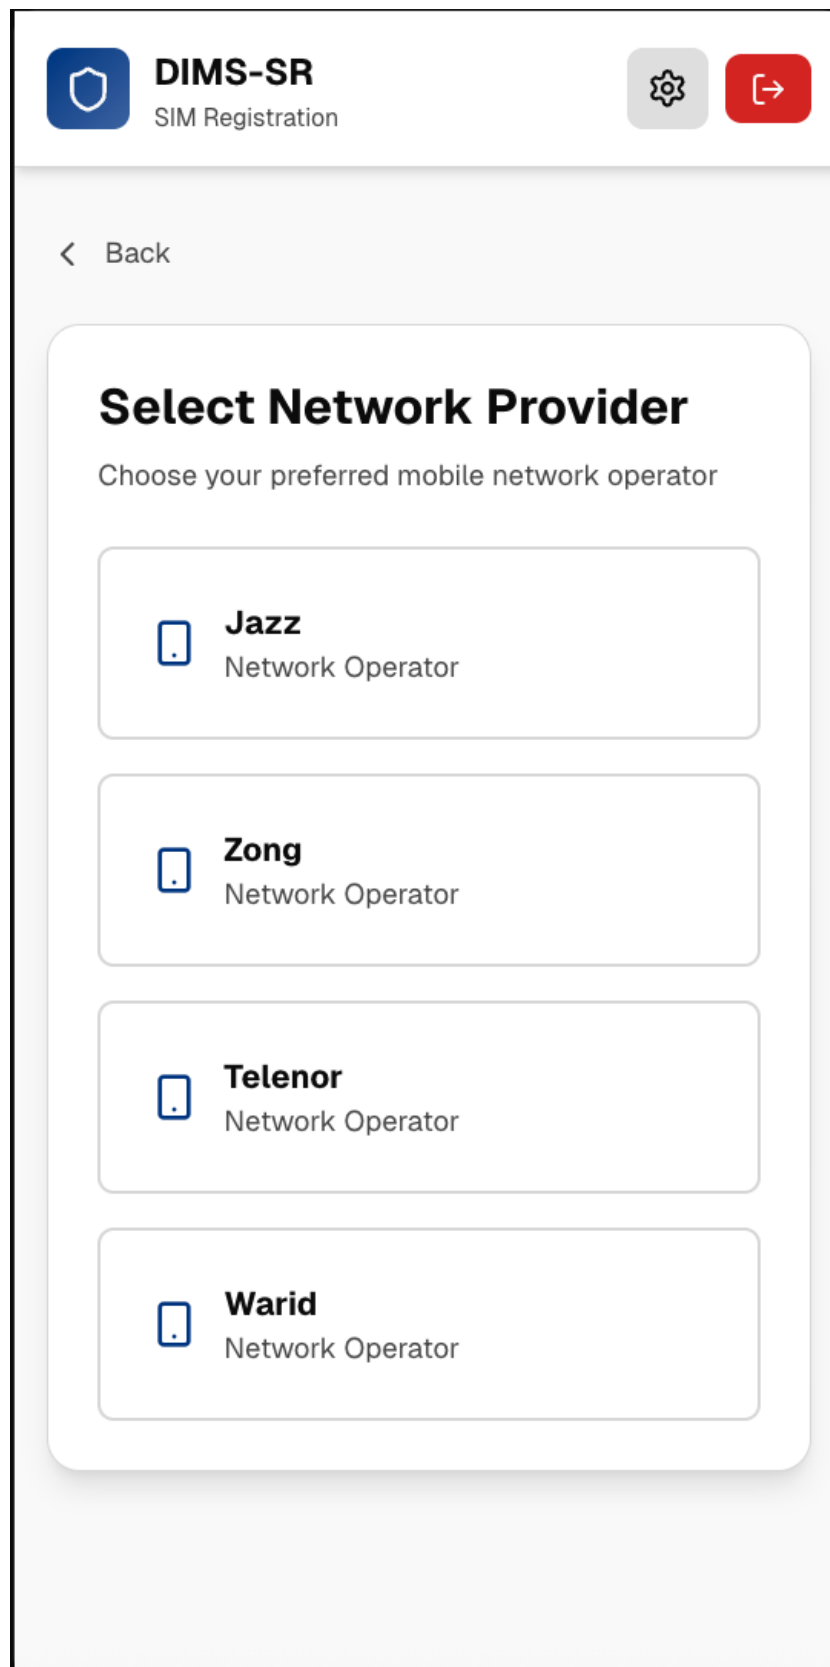 DIMS-SR
SIM Registration
Back
Select Network Provider
Choose your preferred mobile network operator
Jazz
Network Operator
Zong
Network Operator
Telenor
Network Operator
Warid
Network Operator